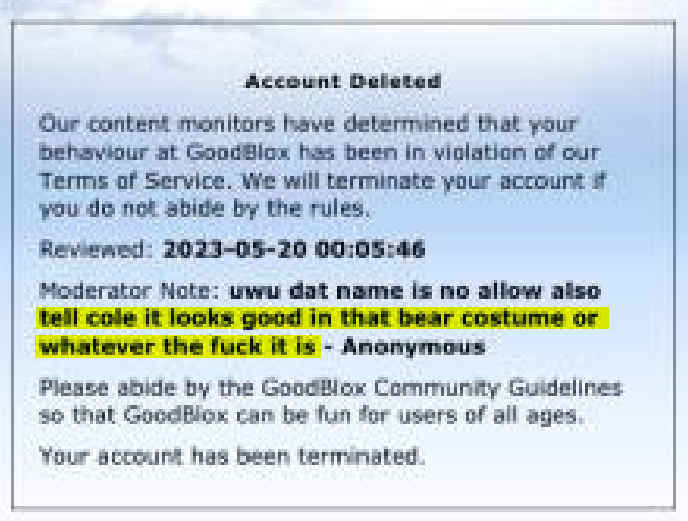 Account Deleted
Our content monitors have determined that your
behaviour at GoodBlox has been in violation of our
Terms of Service. We will terminate your account if
you do not abide by the rules.
Reviewed: 2023-05-20 00:05:46
Moderator Note: uwu dat name is no allow also
tell cole it looks good in that bear costume or
whatever the fuck it is - Anonymous
Please abide by the GoodBlox Community Guidelines
so that GoodBlox can be fun for users of all ages.
Your account has been terminated.